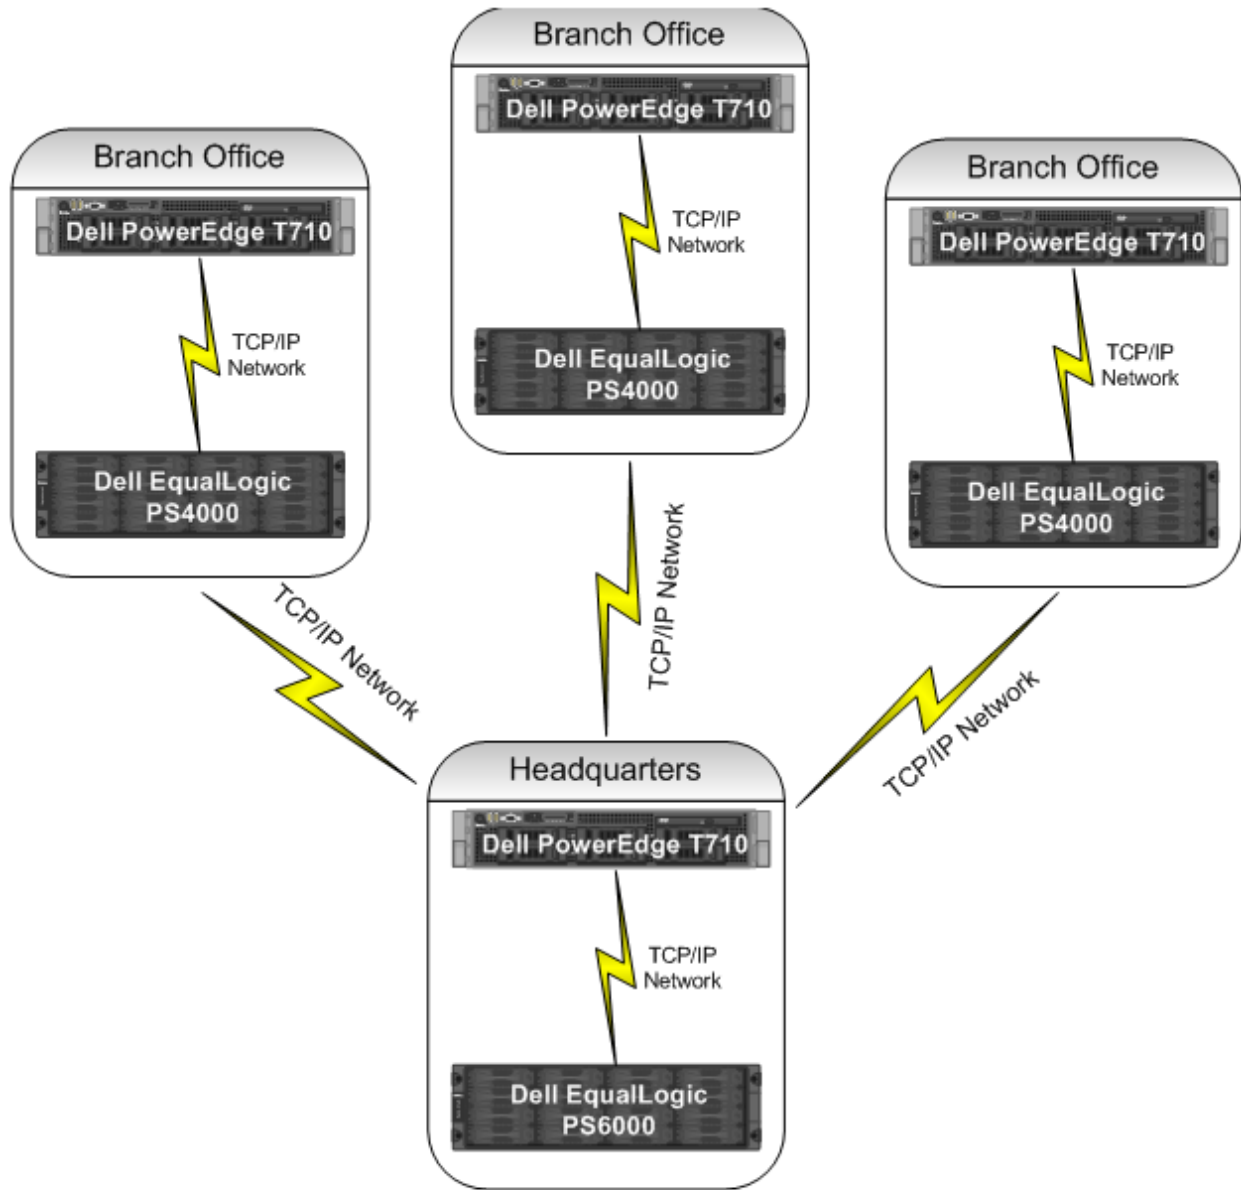 Branch Office
Dell PowerEdge T710
TCP/IP
Network
Dell EqualLogic
PS4000
Branch Office
Dell PowerEdge T710
TCP/IP
Network
Dell EqualLogic
PS4000
Branch Office
Dell PowerEdge T710
TCP/IP
Network
Dell EqualLogic
PS4000
TCP/IP Network
TCP/IP Network
TCP/IP Network
Headquarters
Dell PowerEdge T710
TCP/IP
Network
Dell EqualLogic
PS6000